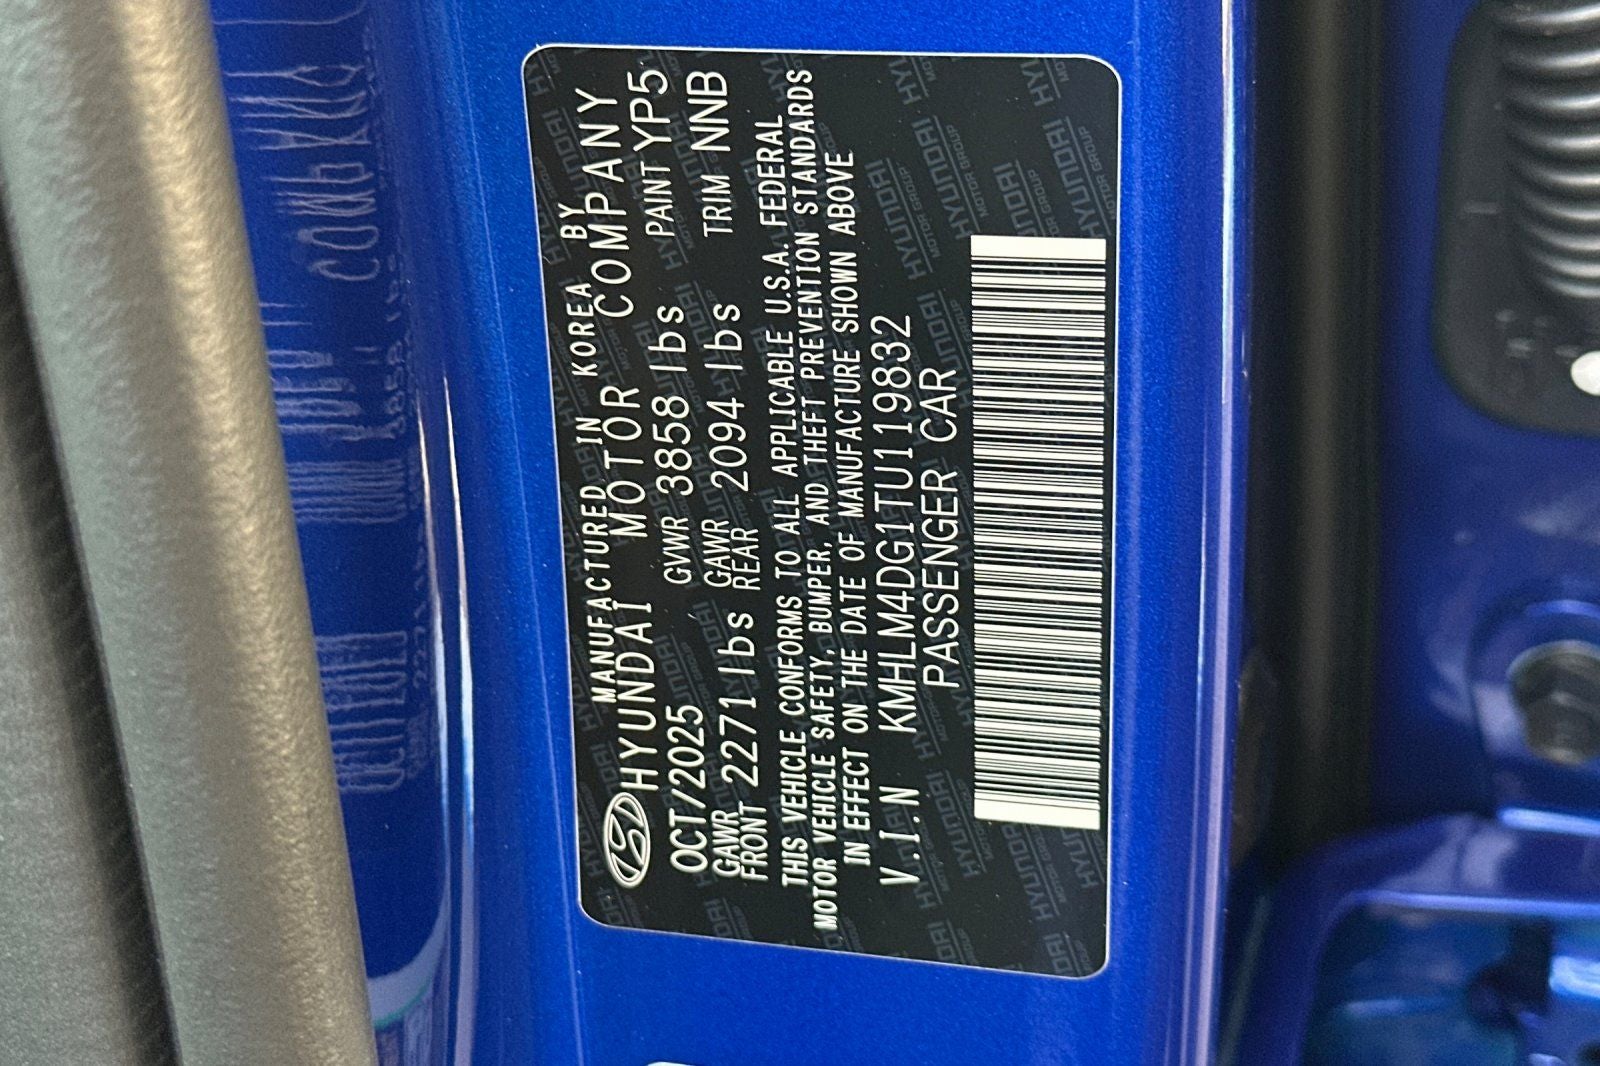 MANUFACTURED IN KOREA BY
HYUNDAI MOTOR COMPANY
OCT/2025 GVWR 3858 lbs PAINT YP5
GAWR FRONT 2271 lbs GAWR REAR 2094 lbs TRIM NNB
THIS VEHICLE CONFORMS TO ALL APPLICABLE U.S.A. FEDERAL
MOTOR VEHICLE SAFETY, BUMPER, AND THEFT PREVENTION STANDARDS
IN EFFECT ON THE DATE OF MANUFACTURE SHOWN ABOVE
V.I.N KMHLM4DG1TU119832
PASSENGER CAR